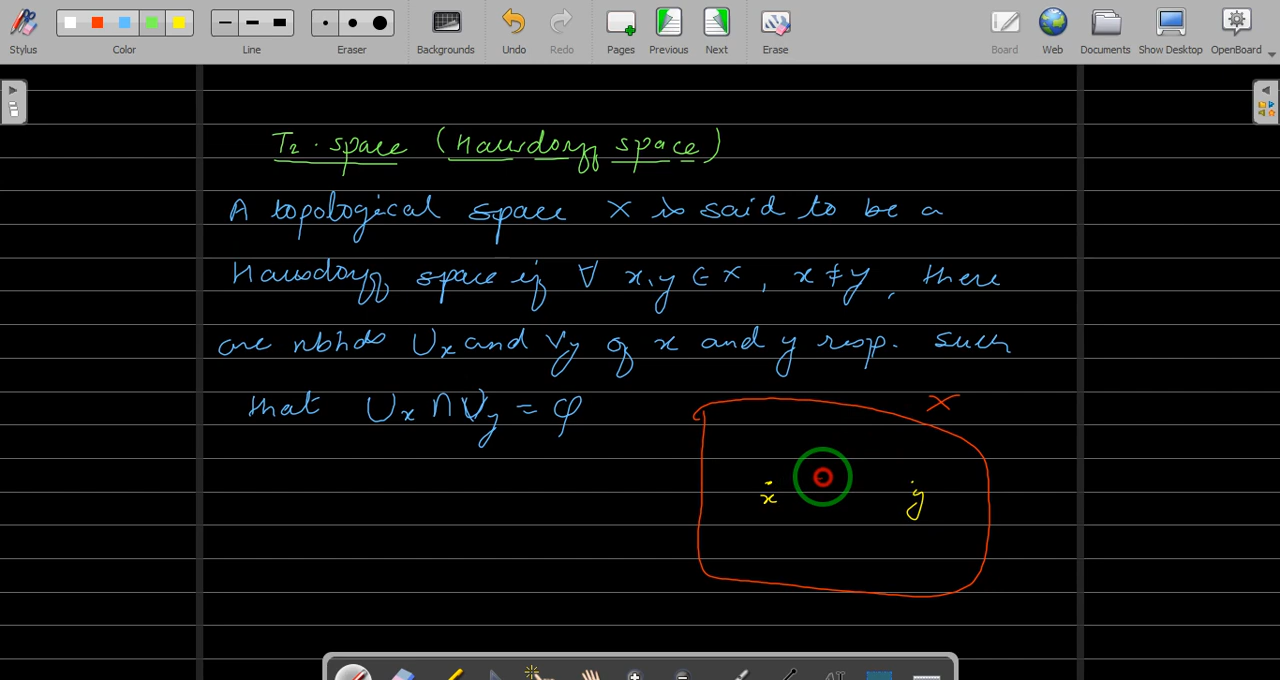 Stylus Color Line Eraser Backgrounds Undo Redo Pages Previous Next Erase Board Web Documents Show Desktop OpenBoard
T₂. space (Hausdorff space)
A topological space X is said to be a
Hausdorff space if ∀ x, y ∈ X, x ≠ y, there
are nbhds Uₓ and Vy of x and y resp. such
that Uₓ ∩ Vy = φ
X
x y